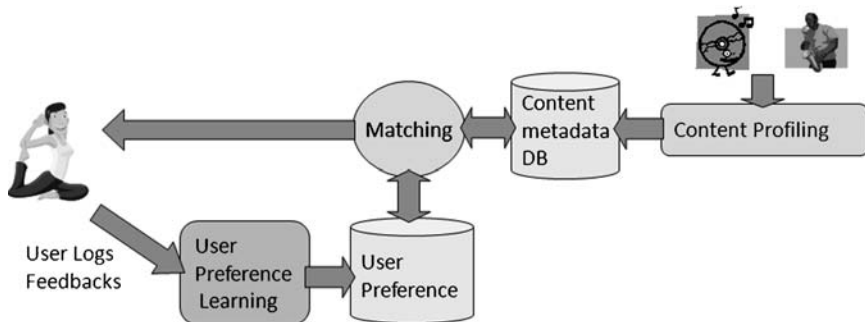 Matching
Content
metadata
DB
Content Profiling
User Logs
Feedbacks
User
Preference
Learning
User
Preference